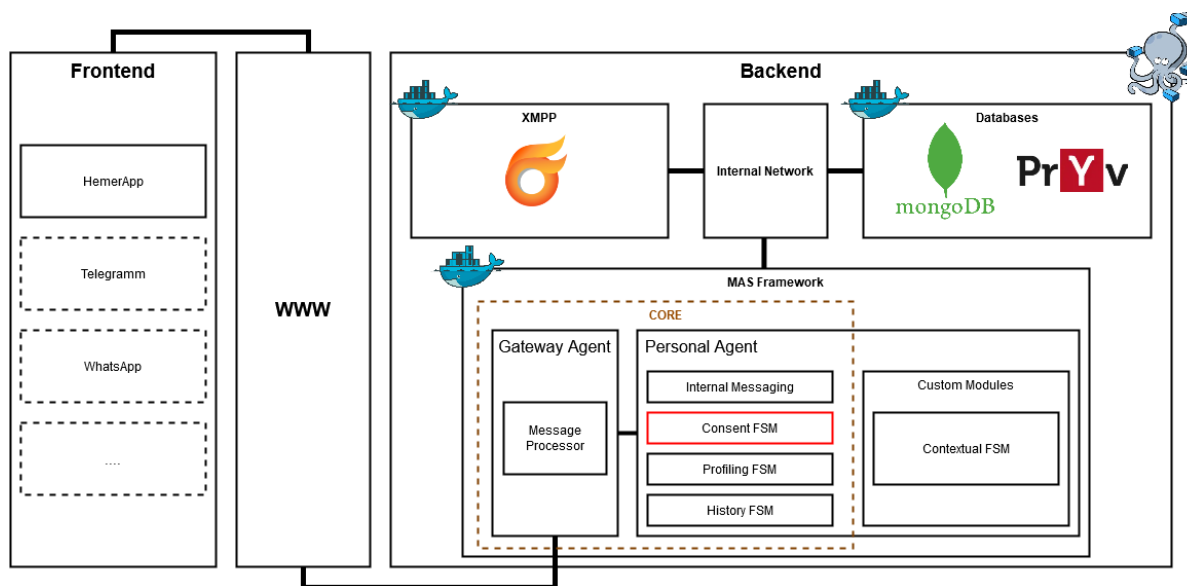 Frontend
HemerApp
Telegramm
WhatsApp
....
WWW
Backend
XMPP
Internal Network
Databases
mongoDB
PrYv
MAS Framework
CORE
Gateway Agent
Message
Processor
Personal Agent
Internal Messaging
Consent FSM
Profiling FSM
History FSM
Custom Modules
Contextual FSM